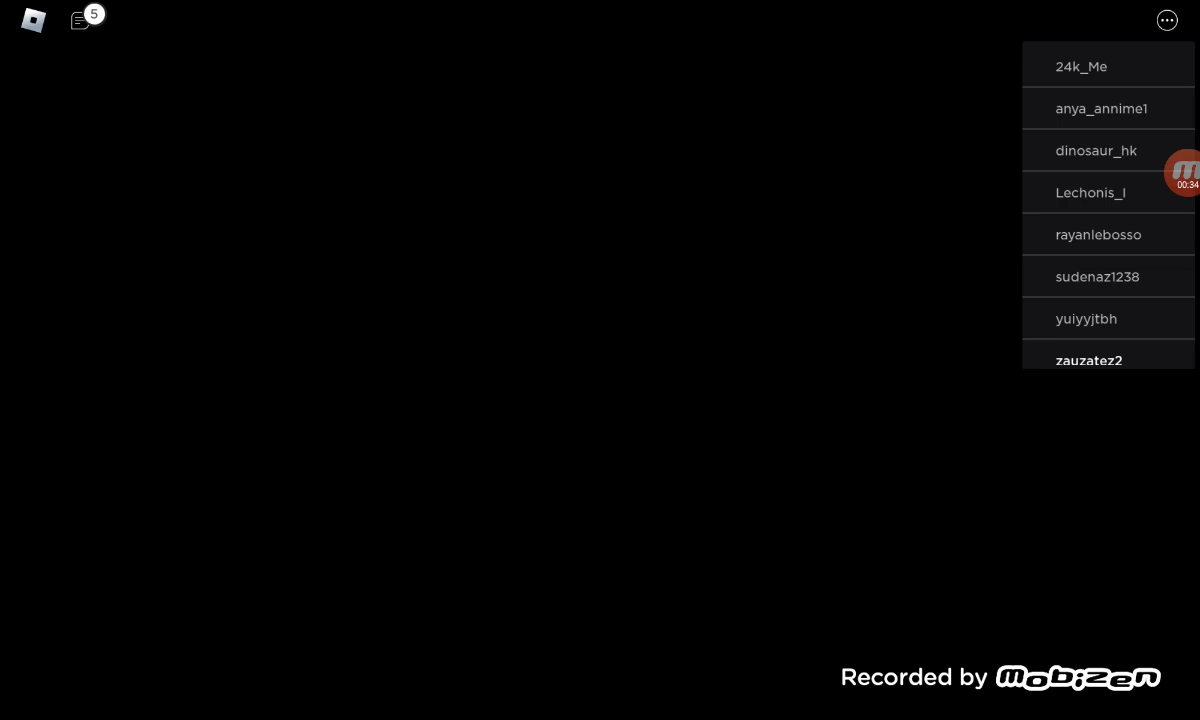 5
24k_Me
anya_annime1
dinosaur_hk
Lechonis_l
00:34
rayanlebosso
sudenaz1238
yuiyyjtbh
zauzatez2
Recorded by mobizen